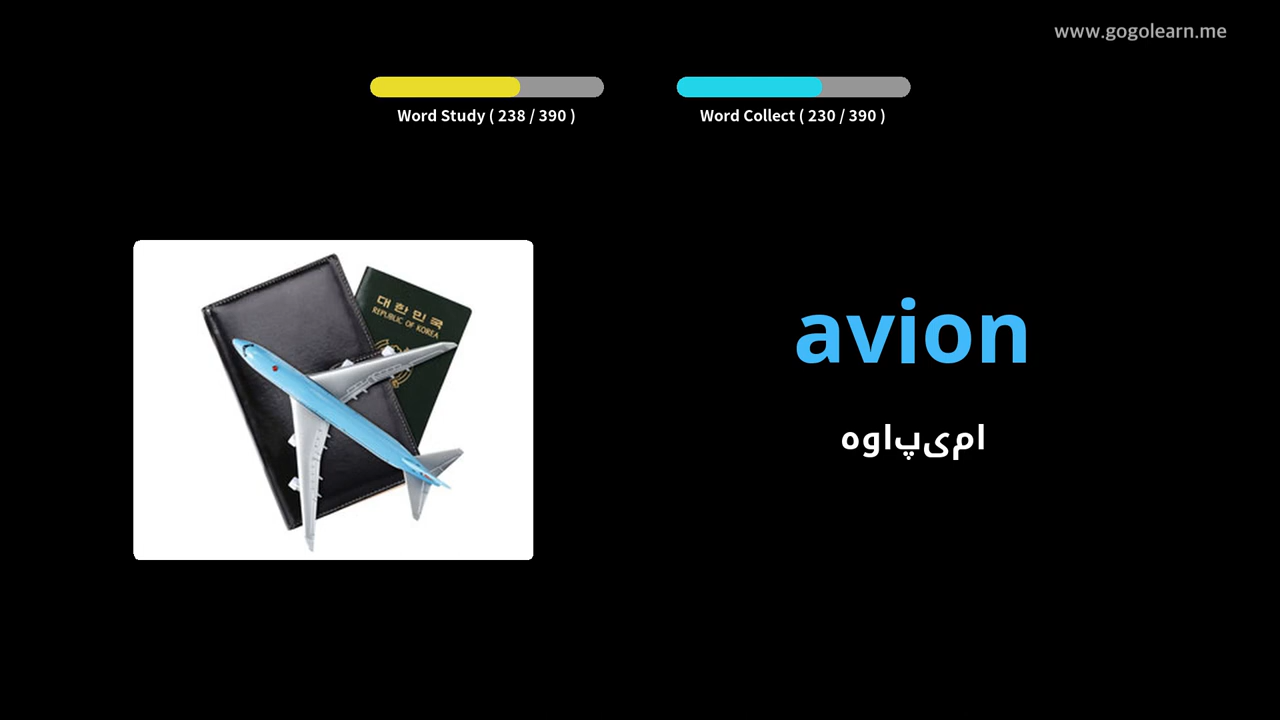 www.gogolearn.me
Word Study ( 238 / 390 )
Word Collect ( 230 / 390 )
대한민국
REPUBLIC OF KOREA
avion
امیپاوه